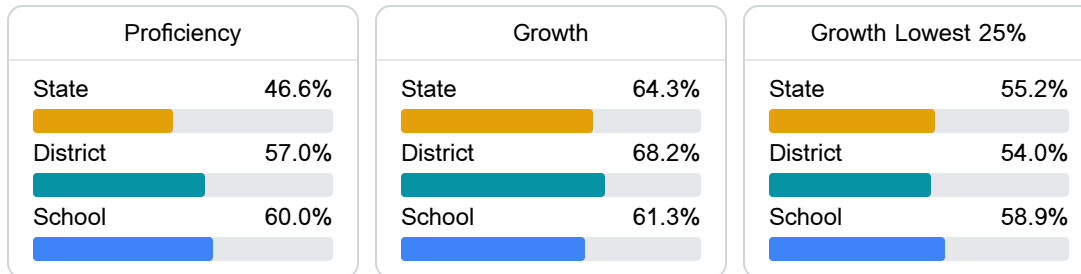 Proficiency
State 46.6%
District 57.0%
School 60.0%
Growth
State 64.3%
District 68.2%
School 61.3%
Growth Lowest 25%
State 55.2%
District 54.0%
School 58.9%